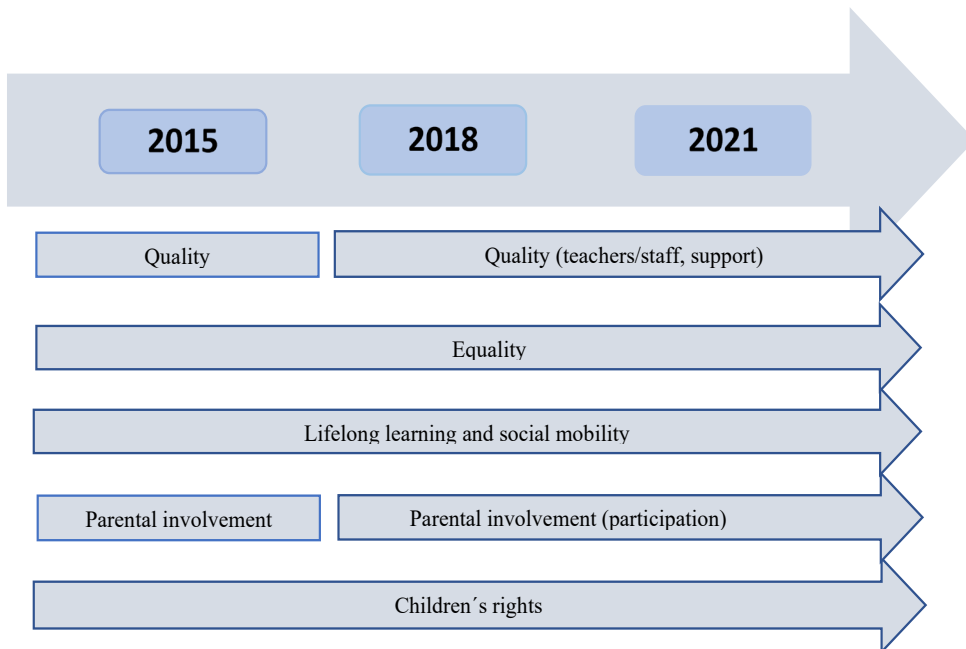 2015 2018 2021
Quality Quality (teachers/staff, support)
Equality
Lifelong learning and social mobility
Parental involvement Parental involvement (participation)
Children´s rights